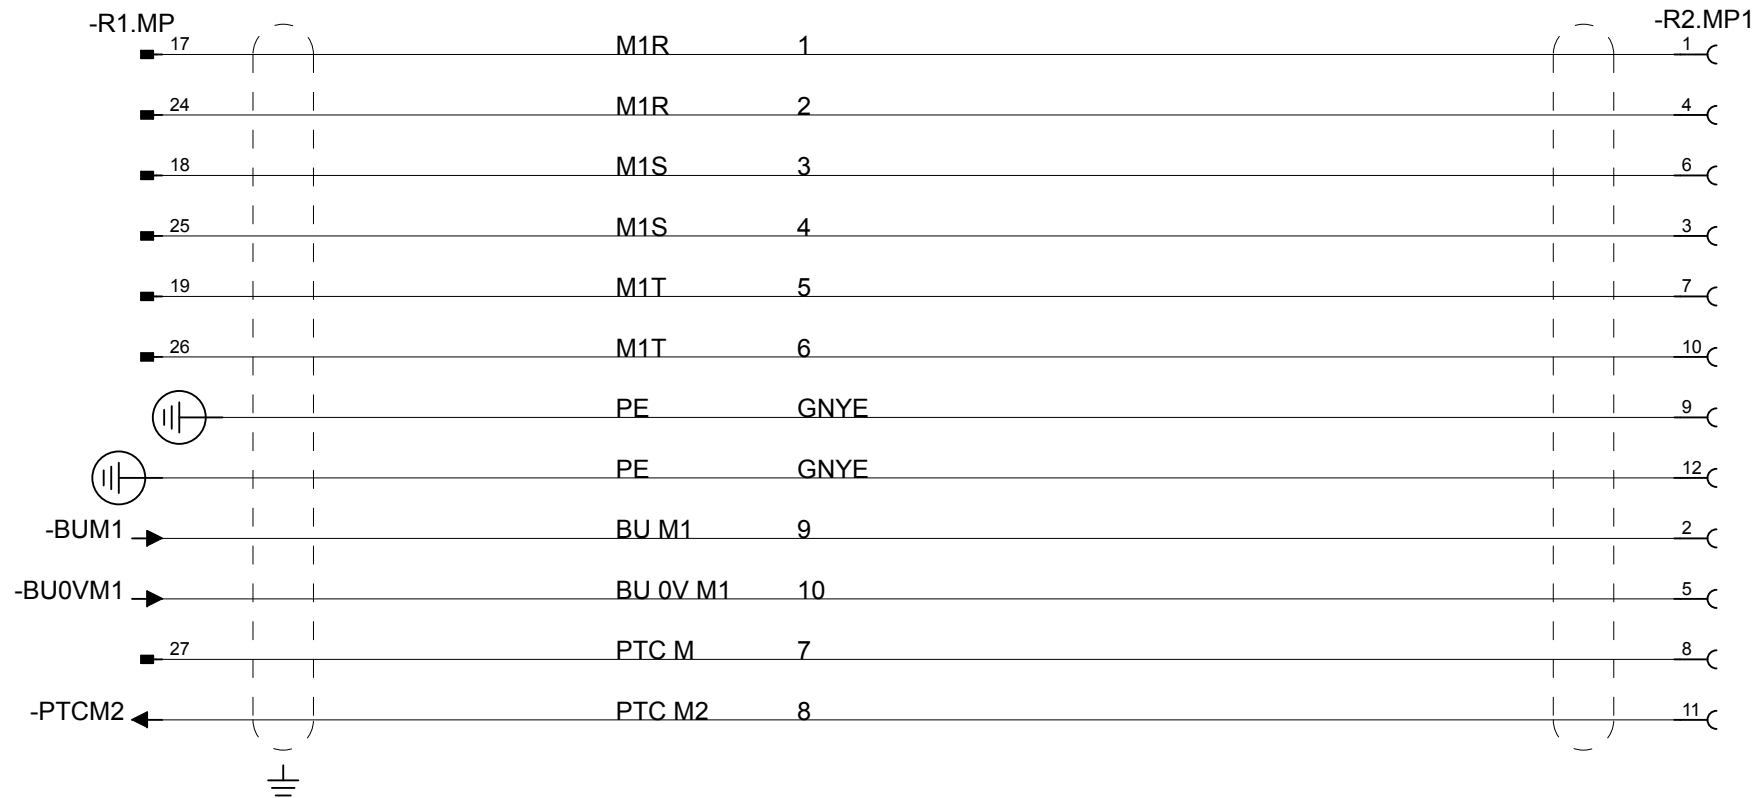 -R1.MP -R2.MP1
17 M1R 1 1
24 M1R 2 4
18 M1S 3 6
25 M1S 4 3
19 M1T 5 7
26 M1T 6 10
PE GNYE 9
PE GNYE 12
-BUM1 BU M1 9 2
-BU0VM1 BU 0V M1 10 5
27 PTC M 7 8
-PTCM2 PTC M2 8 11